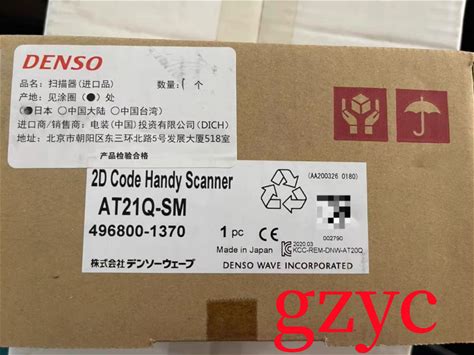 DENSO
品名：扫描器(进口品)
数量：1 个
产地：见涂圈（●）处
(●日本 ○中国大陆 ○中国台湾)
进口商/销售商：电装(中国)投资有限公司(DICH)
地址：北京市朝阳区东三环北路5号发展大厦518室
产品检验合格
2D Code Handy Scanner
AT21Q-SM
496800-1370
(AA200326 0180)
1 pc
002790
Made in Japan
2020.03
KCC-REM-DNW-AT20Q
株式会社デンソーウェーブ
DENSO WAVE INCORPORATED
gzyc